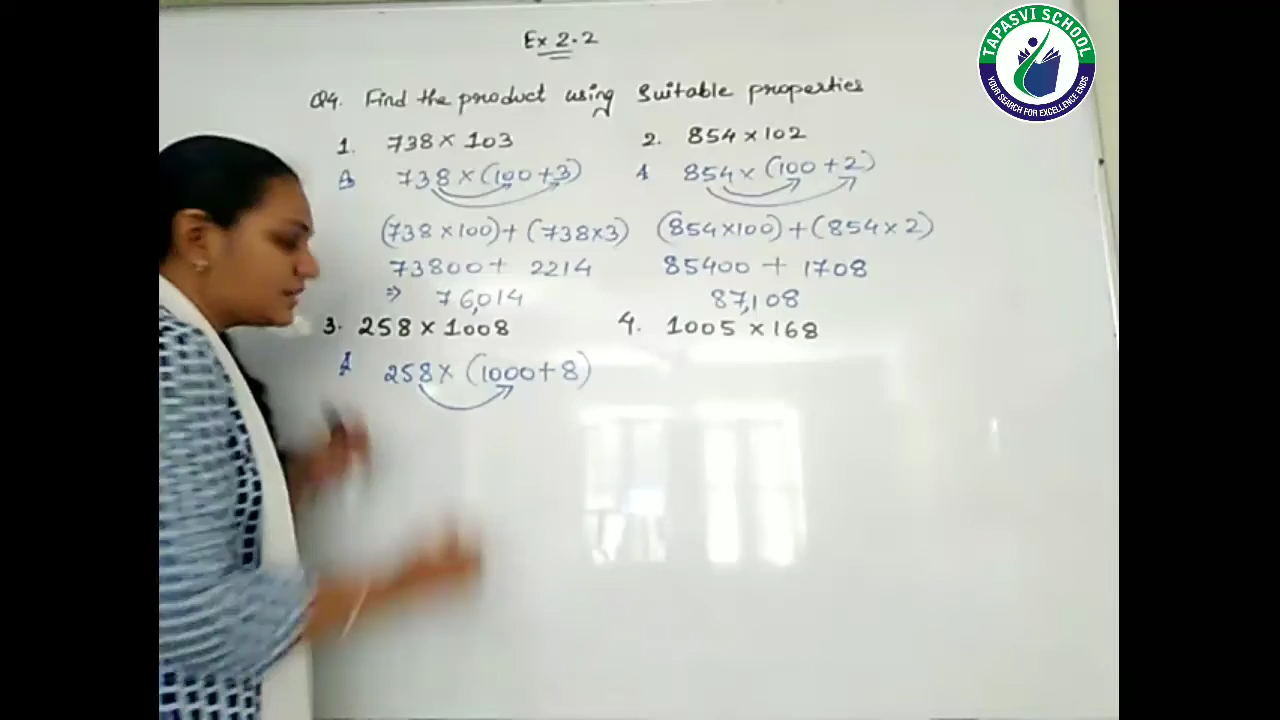 Ex 2.2
Q4. Find the product using Suitable properties
1. 738 × 103
738 × (100 + 3)
(738 × 100) + (738 × 3)
73800 + 2214
⇒ 76,014
2. 854 × 102
854 × (100 + 2)
(854 × 100) + (854 × 2)
85400 + 1708
87,108
3. 258 × 1008
258 × (1000 + 8)
4. 1005 × 168
TAPASVI SCHOOL
YOUR SEARCH FOR EXCELLENCE ENDS